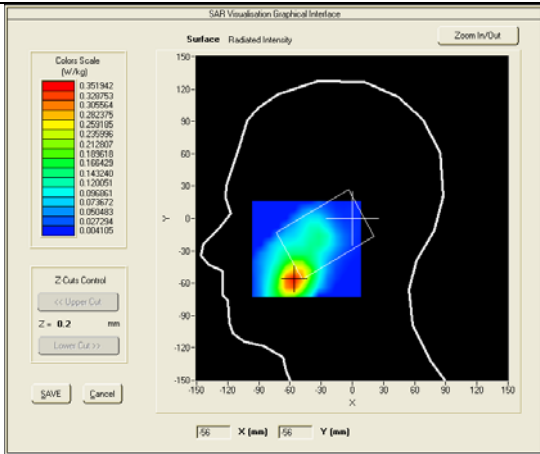 SAR Visualisation Graphical Interface
Surface Radiated Intensity
Zoom In/Out
Colors Scale
(W/kg)
0.351942
0.328753
0.305564
0.282375
0.259185
0.235996
0.212807
0.189618
0.166429
0.143240
0.120051
0.096861
0.073672
0.050483
0.027294
0.004105
Z Cuts Control
<< Upper Cut
Z = 0.2 mm
Lower Cut >>
SAVE Cancel
150
120
90
60
30
0
-30
-60
-90
-120
-150
Y
-150 -120 -90 -60 -30 0 30 60 90 120 150
X
-56 X (mm) -56 Y (mm)